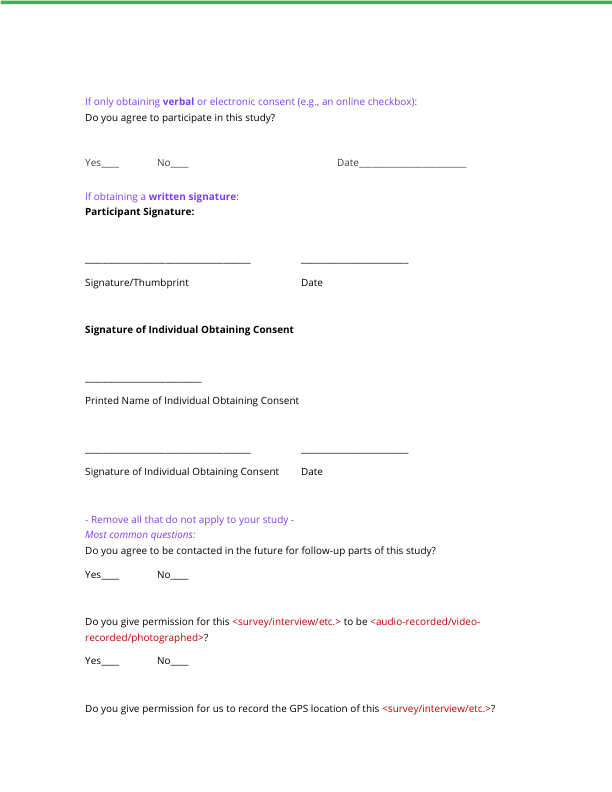 If only obtaining verbal or electronic consent (e.g., an online checkbox):
Do you agree to participate in this study?
Yes____ No____ Date________________________
If obtaining a written signature:
Participant Signature:
_____________________________________ ________________________
Signature/Thumbprint Date
Signature of Individual Obtaining Consent
__________________________
Printed Name of Individual Obtaining Consent
_____________________________________ ________________________
Signature of Individual Obtaining Consent Date
- Remove all that do not apply to your study -
Most common questions:
Do you agree to be contacted in the future for follow-up parts of this study?
Yes____ No____
Do you give permission for this <survey/interview/etc.> to be <audio-recorded/video-
recorded/photographed>?
Yes____ No____
Do you give permission for us to record the GPS location of this <survey/interview/etc.>?